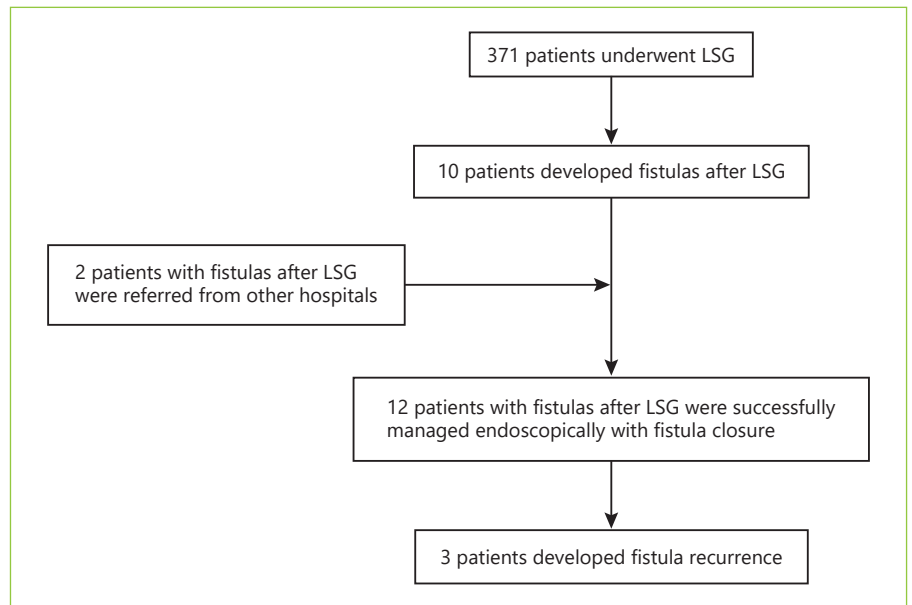 371 patients underwent LSG
10 patients developed fistulas after LSG
2 patients with fistulas after LSG
were referred from other hospitals
12 patients with fistulas after LSG were successfully
managed endoscopically with fistula closure
3 patients developed fistula recurrence